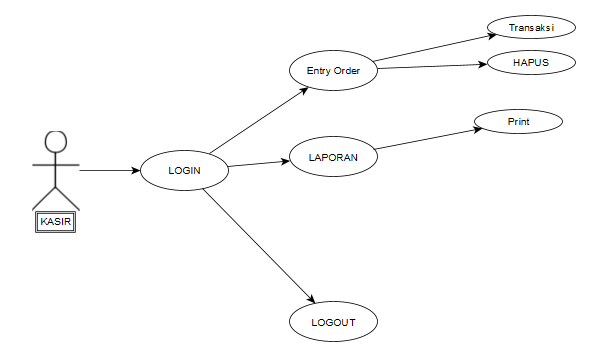 Transaksi
HAPUS
Entry Order
Print
LAPORAN
LOGIN
KASIR
LOGOUT